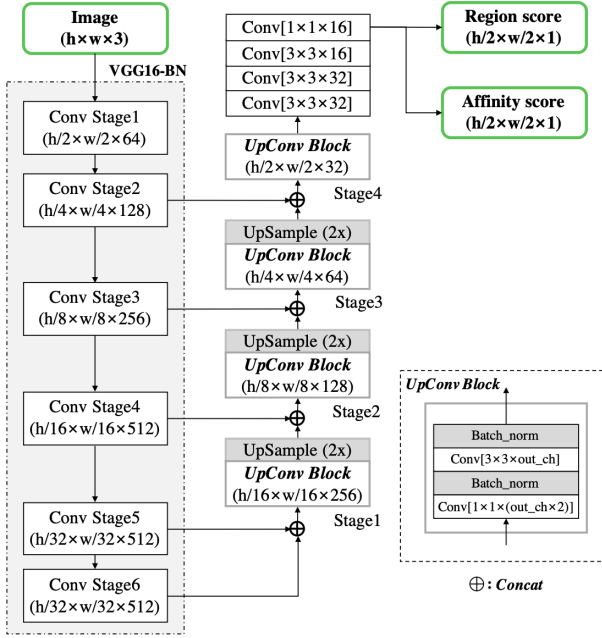 Image
(h×w×3)
VGG16-BN
Conv Stage1
(h/2×w/2×64)
Conv Stage2
(h/4×w/4×128)
Conv Stage3
(h/8×w/8×256)
Conv Stage4
(h/16×w/16×512)
Conv Stage5
(h/32×w/32×512)
Conv Stage6
(h/32×w/32×512)
Conv[1×1×16]
Conv[3×3×16]
Conv[3×3×32]
Conv[3×3×32]
UpConv Block
(h/2×w/2×32)
Stage4
UpSample (2x)
UpConv Block
(h/4×w/4×64)
Stage3
UpSample (2x)
UpConv Block
(h/8×w/8×128)
Stage2
UpSample (2x)
UpConv Block
(h/16×w/16×256)
Stage1
Region score
(h/2×w/2×1)
Affinity score
(h/2×w/2×1)
UpConv Block
Batch_norm
Conv[3×3×out_ch]
Batch_norm
Conv[1×1×(out_ch×2)]
⊕: Concat